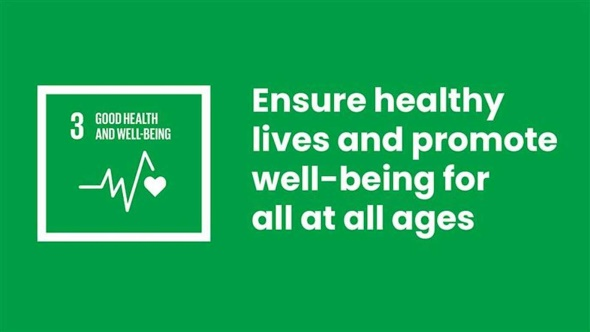 3 GOOD HEALTH
AND WELL-BEING
Ensure healthy
lives and promote
well-being for
all at all ages